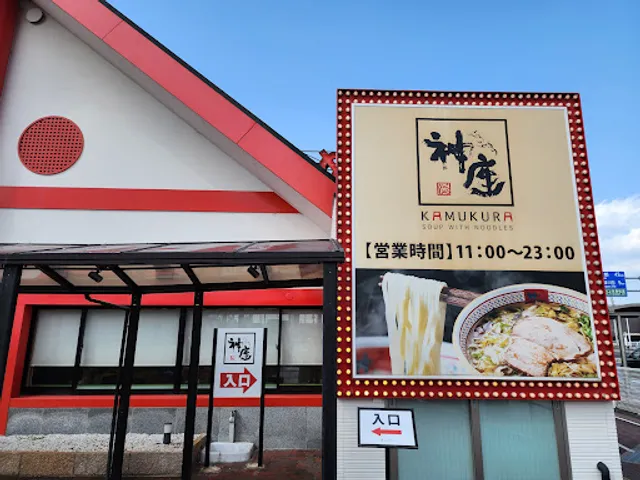 神座
KAMUKURA
SOUP WITH NOODLES
【営業時間】11:00〜23:00
神座
入口
入口